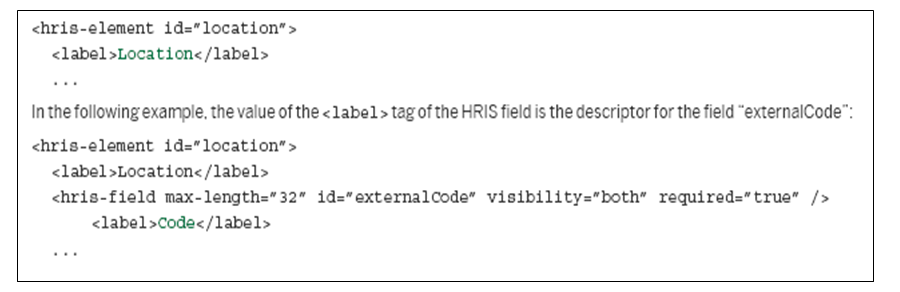 <hris-element id="location">
<label>Location</label>
...
In the following example, the value of the <label> tag of the HRIS field is the descriptor for the field "externalCode":
<hris-element id="location">
<label>Location</label>
<hris-field max-length="32" id="externalCode" visibility="both" required="true" />
<label>Code</label>
...